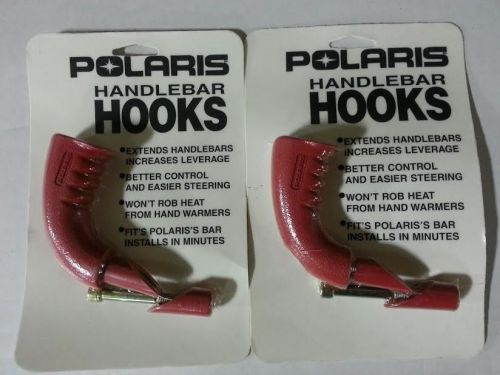 POLARIS
HANDLEBAR
HOOKS
•EXTENDS HANDLEBARS
INCREASES LEVERAGE
•BETTER CONTROL
AND EASIER STEERING
•WON'T ROB HEAT
FROM HAND WARMERS
•FIT'S POLARIS'S BAR
INSTALLS IN MINUTES
POLARIS
HANDLEBAR
HOOKS
•EXTENDS HANDLEBARS
INCREASES LEVERAGE
•BETTER CONTROL
AND EASIER STEERING
•WON'T ROB HEAT
FROM HAND WARMERS
•FIT'S POLARIS'S BAR
INSTALLS IN MINUTES